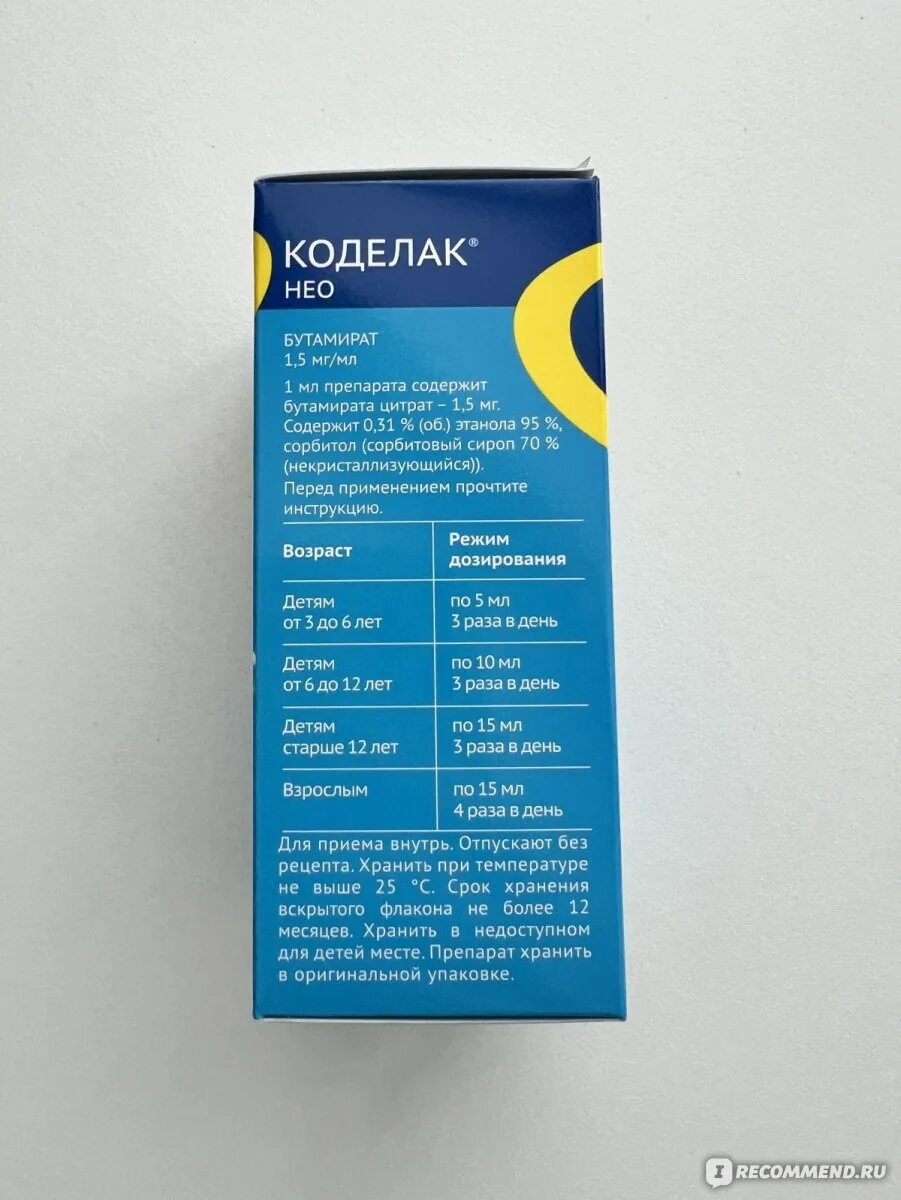 КОДЕЛАК®
НЕО
БУТАМИРАТ
1,5 мг/мл
1 мл препарата содержит
бутамирата цитрат – 1,5 мг.
Содержит 0,31 % (об.) этанола 95 %,
сорбитол (сорбитовый сироп 70 %
(некристаллизующийся)).
Перед применением прочтите
инструкцию.
Возраст
Режим
дозирования
Детям
от 3 до 6 лет
по 5 мл
3 раза в день
Детям
от 6 до 12 лет
по 10 мл
3 раза в день
Детям
старше 12 лет
по 15 мл
3 раза в день
Взрослым
по 15 мл
4 раза в день
Для приема внутрь. Отпускают без
рецепта. Хранить при температуре
не выше 25 °С. Срок хранения
вскрытого флакона не более 12
месяцев. Хранить в недоступном
для детей месте. Препарат хранить
в оригинальной упаковке.
IRECOMMEND.RU